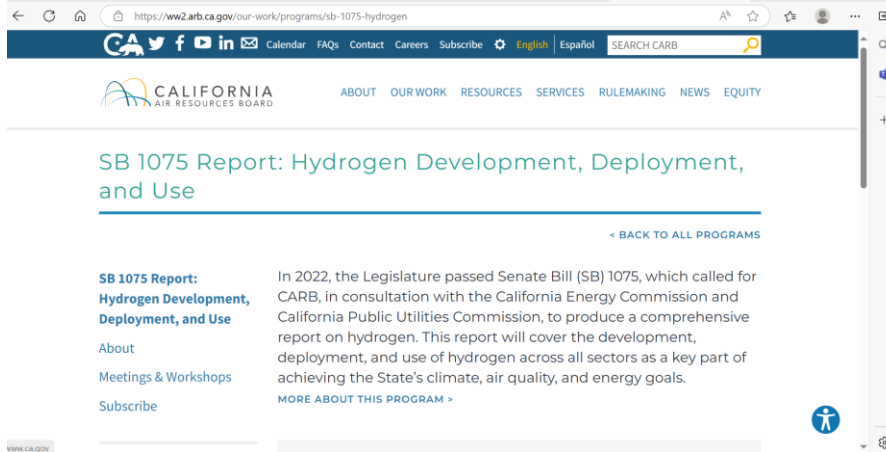 https://ww2.arb.ca.gov/our-work/programs/sb-1075-hydrogen
CA Calendar FAQs Contact Careers Subscribe English Español SEARCH CARB
CALIFORNIA
AIR RESOURCES BOARD
ABOUT OUR WORK RESOURCES SERVICES RULEMAKING NEWS EQUITY
SB 1075 Report: Hydrogen Development, Deployment,
and Use
< BACK TO ALL PROGRAMS
SB 1075 Report:
Hydrogen Development,
Deployment, and Use
About
Meetings & Workshops
Subscribe
In 2022, the Legislature passed Senate Bill (SB) 1075, which called for
CARB, in consultation with the California Energy Commission and
California Public Utilities Commission, to produce a comprehensive
report on hydrogen. This report will cover the development,
deployment, and use of hydrogen across all sectors as a key part of
achieving the State's climate, air quality, and energy goals.
MORE ABOUT THIS PROGRAM >
www.ca.gov